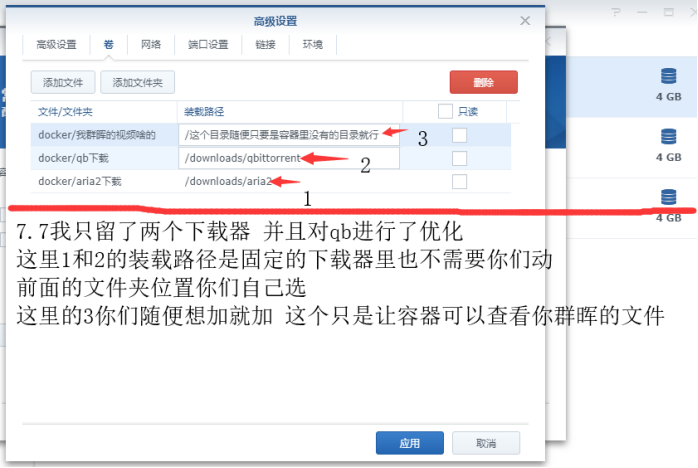 高级设置
高级设置 卷 网络 端口设置 链接 环境
添加文件 添加文件夹 删除
文件/文件夹 装载路径 只读
docker/我群晖的视频啥的 /这个目录随便只要是容器里没有的目录就行 3
docker/qb下载 /downloads/qbittorrent 2
docker/aria2下载 /downloads/aria2 1
4 GB
4 GB
4 GB
7.7我只留了两个下载器 并且对qb进行了优化
这里1和2的装载路径是固定的下载器里也不需要你们动
前面的文件夹位置你们自己选
这里的3你们随便想加就加 这个只是让容器可以查看你群晖的文件
应用 取消